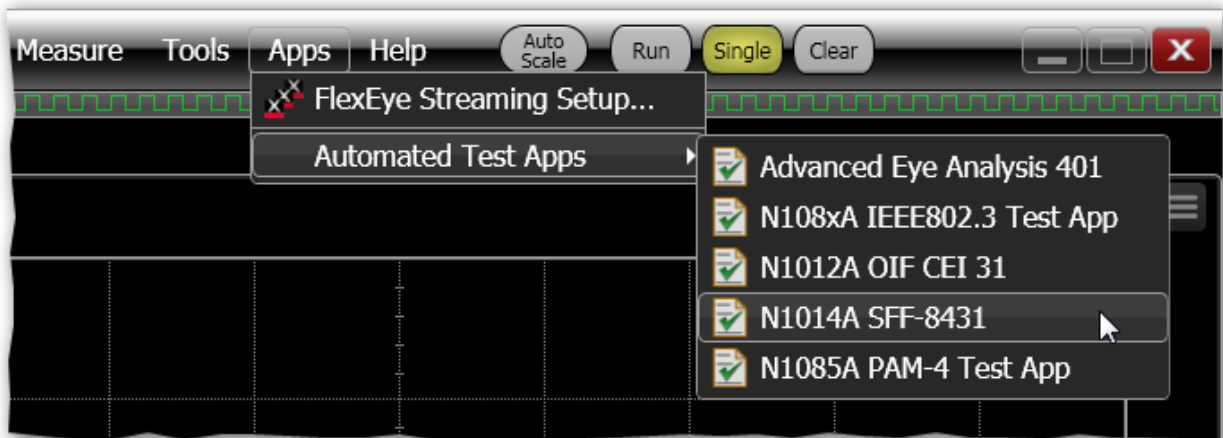 Measure Tools Apps Help Auto Scale Run Single Clear
FlexEye Streaming Setup...
Automated Test Apps
Advanced Eye Analysis 401
N108xA IEEE802.3 Test App
N1012A OIF CEI 31
N1014A SFF-8431
N1085A PAM-4 Test App